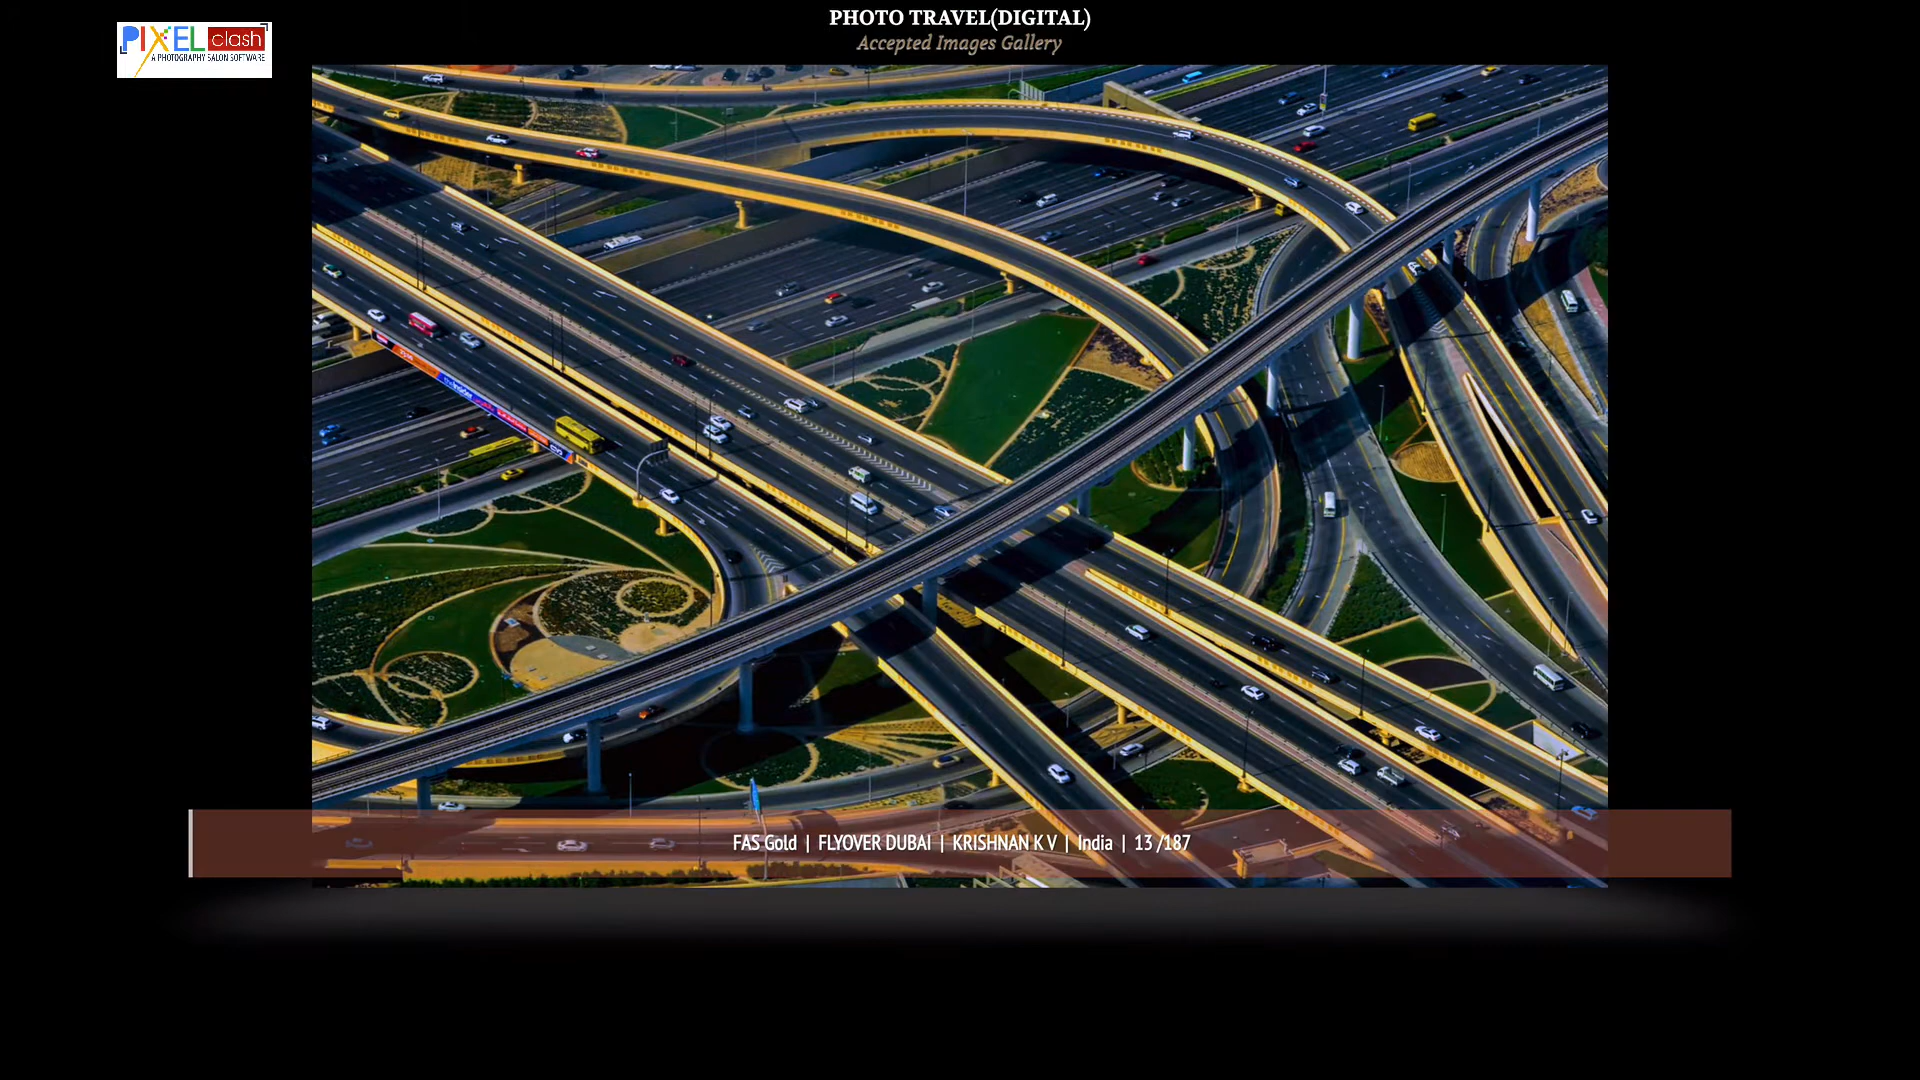 PHOTO TRAVEL(DIGITAL)
Accepted Images Gallery
PIXEL clash
A PHOTOGRAPHY SALON SOFTWARE
FAS Gold | FLYOVER DUBAI | KRISHNAN K V | India | 13 /187